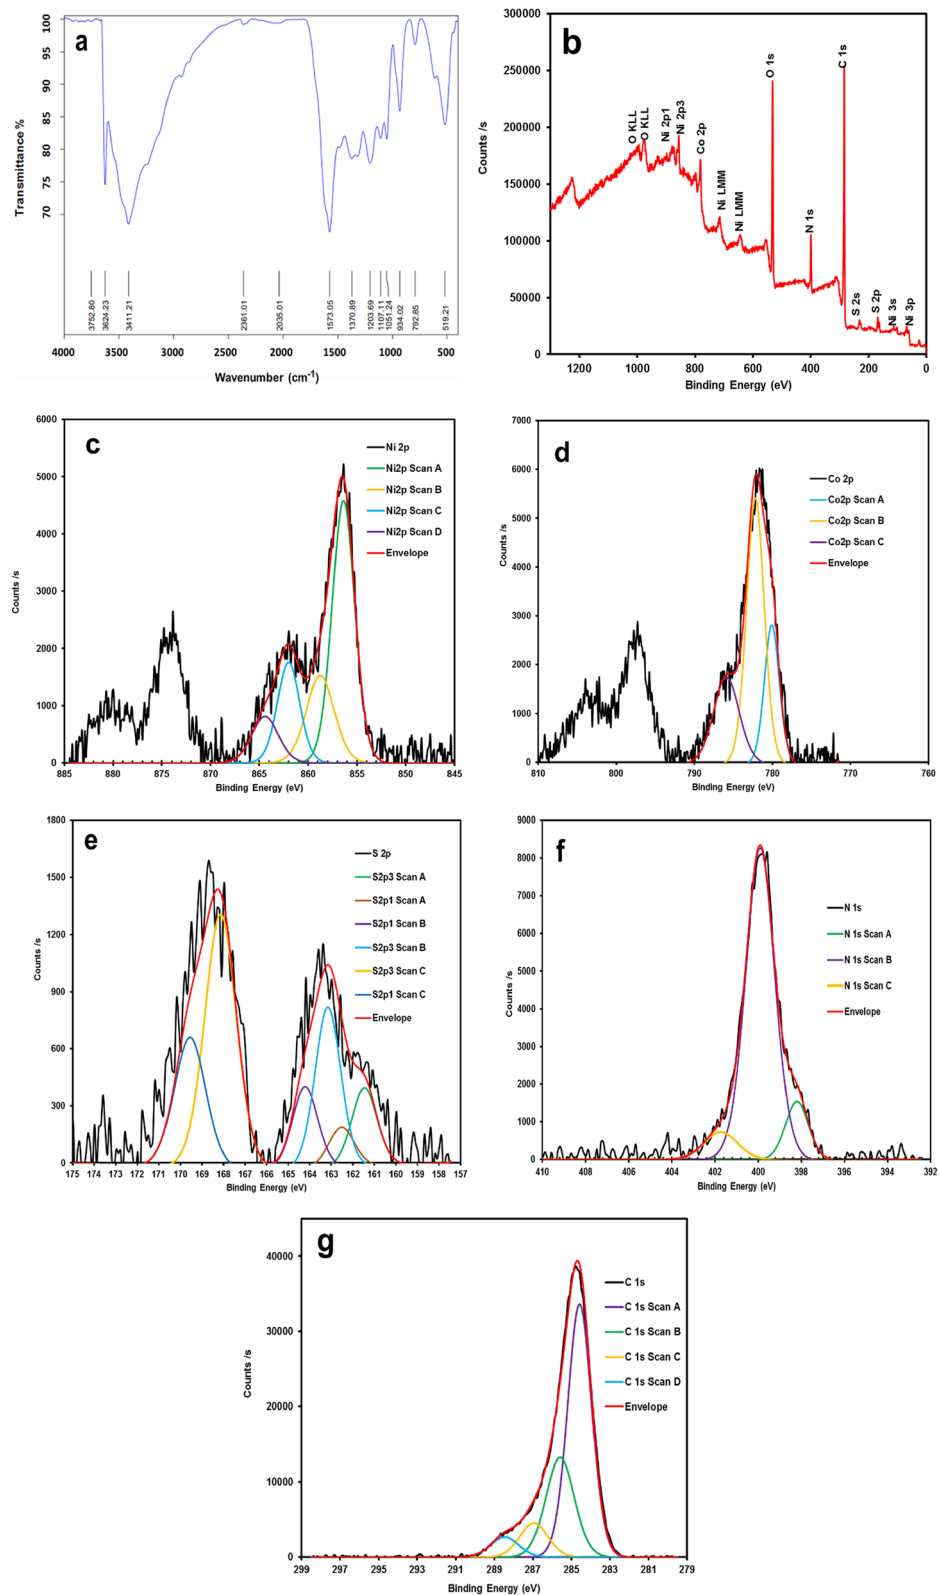 a
Transmittance %
100
95
90
85
80
75
70
3752.80
3624.23
3411.21
2361.01
2035.01
1573.05
1370.89
1203.69
1107.11
1051.24
934.02
792.85
519.21
4000 3500 3000 2500 2000 1500 1000 500
Wavenumber (cm-1)
b
Counts /s
300000
250000
200000
150000
100000
50000
0
O KLL
O KLL
Ni 2p1
Ni 2p3
Co 2p
Ni LMM
Ni LMM
O 1s
N 1s
C 1s
S 2s
S 2p
Ni 3s
Ni 3p
1200 1000 800 600 400 200 0
Binding Energy (eV)
c
Counts /s
6000
5000
4000
3000
2000
1000
0
Ni 2p
Ni2p Scan A
Ni2p Scan B
Ni2p Scan C
Ni2p Scan D
Envelope
885 880 875 870 865 860 855 850 845
Binding Energy (eV)
d
Counts /s
7000
6000
5000
4000
3000
2000
1000
0
Co 2p
Co2p Scan A
Co2p Scan B
Co2p Scan C
Envelope
810 800 790 780 770 760
Binding Energy (eV)
e
Counts /s
1800
1500
1200
900
600
300
0
S 2p
S2p3 Scan A
S2p1 Scan A
S2p1 Scan B
S2p3 Scan B
S2p3 Scan C
S2p1 Scan C
Envelope
175 174 173 172 171 170 169 168 167 166 165 164 163 162 161 160 159 158 157
Binding Energy (eV)
f
Counts /s
9000
8000
7000
6000
5000
4000
3000
2000
1000
0
N 1s
N 1s Scan A
N 1s Scan B
N 1s Scan C
Envelope
410 408 406 404 402 400 398 396 394 392
Binding Energy (eV)
g
Counts /s
40000
30000
20000
10000
0
C 1s
C 1s Scan A
C 1s Scan B
C 1s Scan C
C 1s Scan D
Envelope
299 297 295 293 291 289 287 285 283 281 279
Binding Energy (eV)